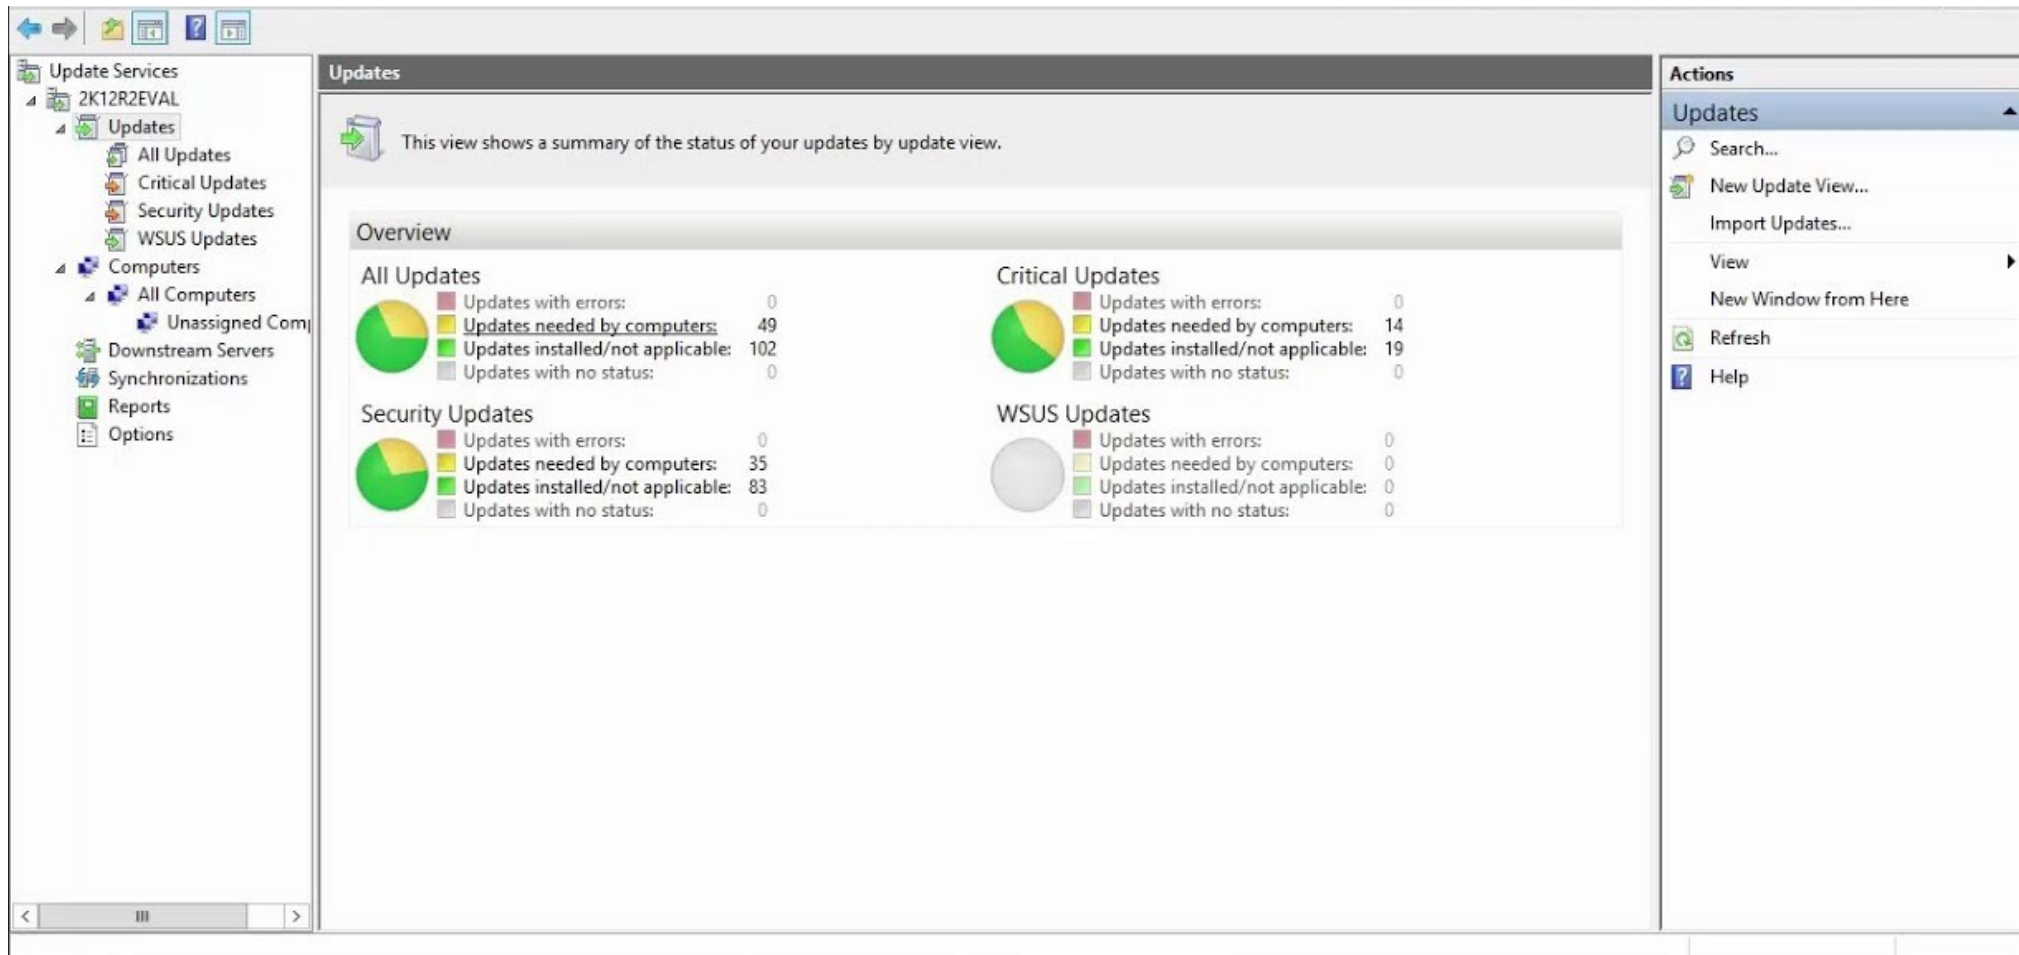 Update Services
2K12R2EVAL
Updates
All Updates
Critical Updates
Security Updates
WSUS Updates
Computers
All Computers
Unassigned Comp
Downstream Servers
Synchronizations
Reports
Options
Updates
This view shows a summary of the status of your updates by update view.
Overview
All Updates
Updates with errors: 0
Updates needed by computers: 49
Updates installed/not applicable: 102
Updates with no status: 0
Critical Updates
Updates with errors: 0
Updates needed by computers: 14
Updates installed/not applicable: 19
Updates with no status: 0
Security Updates
Updates with errors: 0
Updates needed by computers: 35
Updates installed/not applicable: 83
Updates with no status: 0
WSUS Updates
Updates with errors: 0
Updates needed by computers: 0
Updates installed/not applicable: 0
Updates with no status: 0
Actions
Updates
Search...
New Update View...
Import Updates...
View
New Window from Here
Refresh
Help